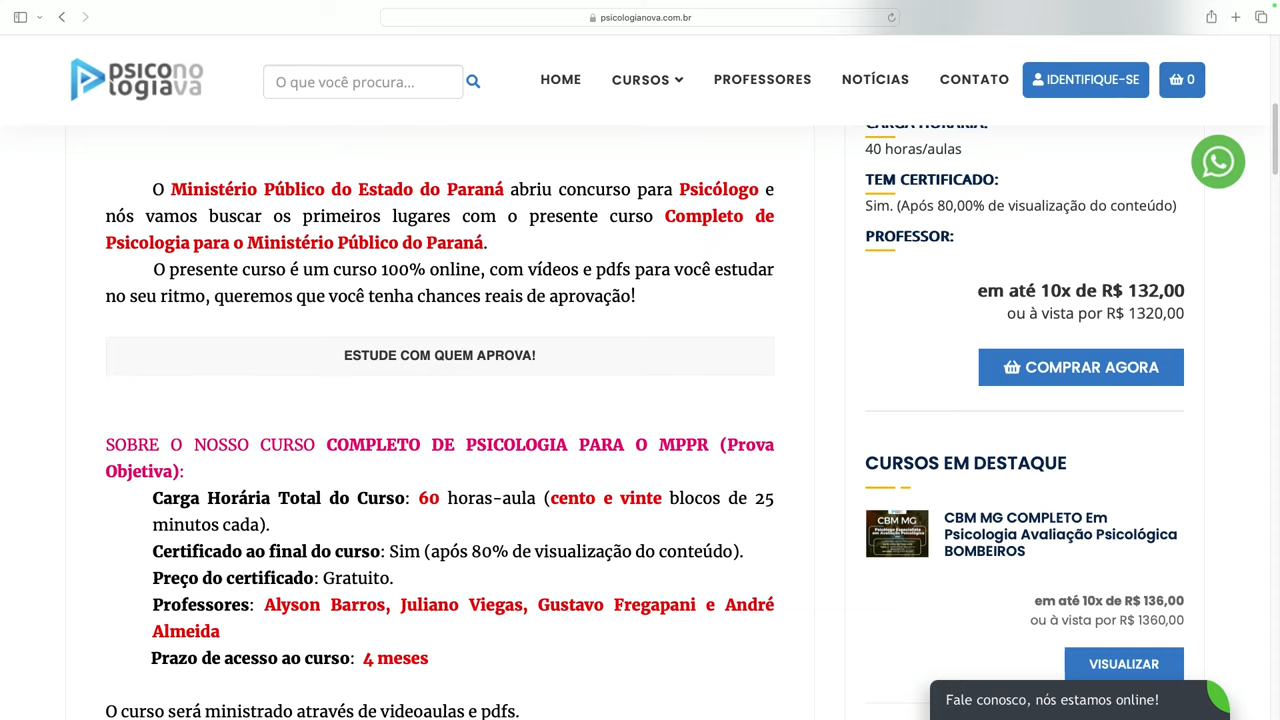 psicologianova.com.br
psicono
logiava
O que você procura...
HOME
CURSOS
PROFESSORES
NOTÍCIAS
CONTATO
IDENTIFIQUE-SE
0
O Ministério Público do Estado do Paraná abriu concurso para Psicólogo e
nós vamos buscar os primeiros lugares com o presente curso Completo de
Psicologia para o Ministério Público do Paraná.
O presente curso é um curso 100% online, com vídeos e pdfs para você estudar
no seu ritmo, queremos que você tenha chances reais de aprovação!
ESTUDE COM QUEM APROVA!
SOBRE O NOSSO CURSO COMPLETO DE PSICOLOGIA PARA O MPPR (Prova
Objetiva):
Carga Horária Total do Curso: 60 horas-aula (cento e vinte blocos de 25
minutos cada).
Certificado ao final do curso: Sim (após 80% de visualização do conteúdo).
Preço do certificado: Gratuito.
Professores: Alyson Barros, Juliano Viegas, Gustavo Fregapani e André
Almeida
Prazo de acesso ao curso: 4 meses
O curso será ministrado através de videoaulas e pdfs.
CARGA HORÁRIA:
40 horas/aulas
TEM CERTIFICADO:
Sim. (Após 80,00% de visualização do conteúdo)
PROFESSOR:
em até 10x de R$ 132,00
ou à vista por R$ 1320,00
COMPRAR AGORA
CURSOS EM DESTAQUE
CBM MG
CBM MG COMPLETO Em
Psicologia Avaliação Psicológica
BOMBEIROS
em até 10x de R$ 136,00
ou à vista por R$ 1360,00
VISUALIZAR
Fale conosco, nós estamos online!